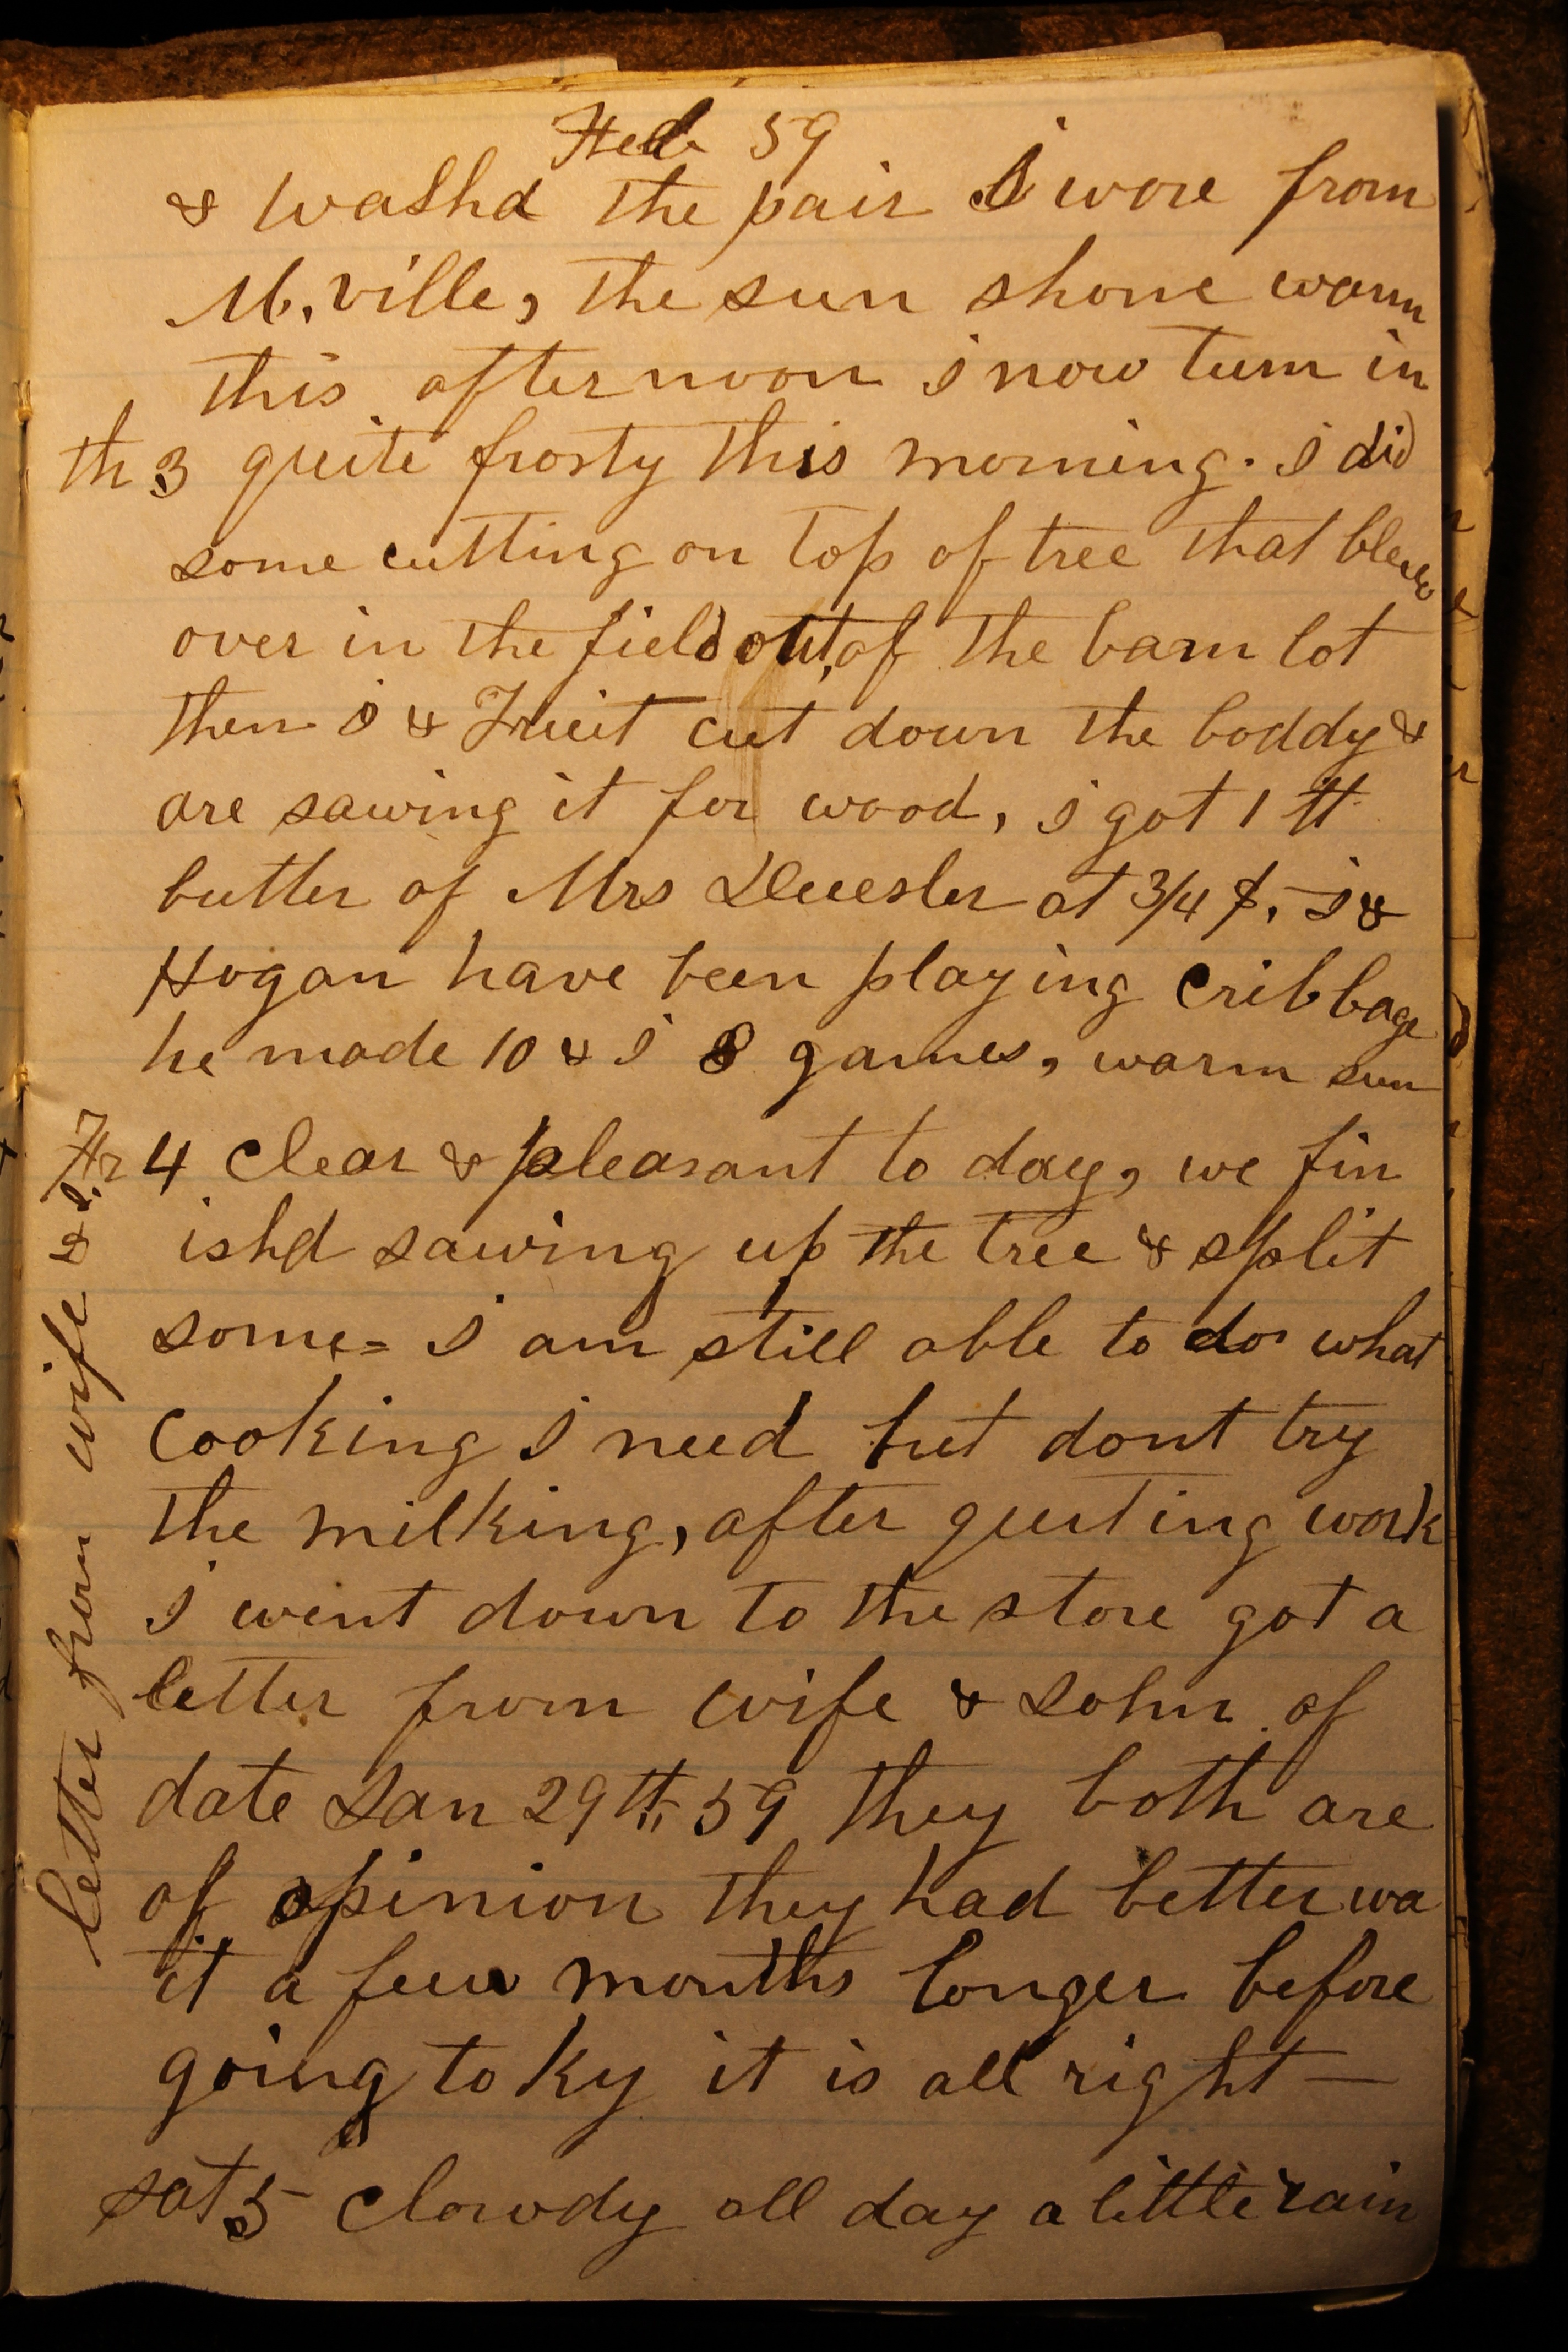 Feb 59
& washd the pair I wore from
M,ville, the sun shone warm
this afternoon I now turn in
th 3 quite frosty this morning. I did
some cutting on top of tree that blew
over in the field out of the barn lot
then I & Truit cut down the boddy &
are sawing it for wood, I got 1 tt
butter of Mrs at 3/4 $, I &
Hogan have been playing cribbage
he made 10 & I 8 games, warm sun
Fr 4 clear & pleasant to day, we fin
ishd sawing up the tree & split
some = I am still able to do what
cooking I need but dont try
the milking, after quiting work
I went down to the store got a
letter from wife & John of
date Jan 29th 59 they both are
of opinion they had better wa
it a few months longer before
going to Ky it is all right —
sat 5 clowdy all day a little rain
letter from wife & J.